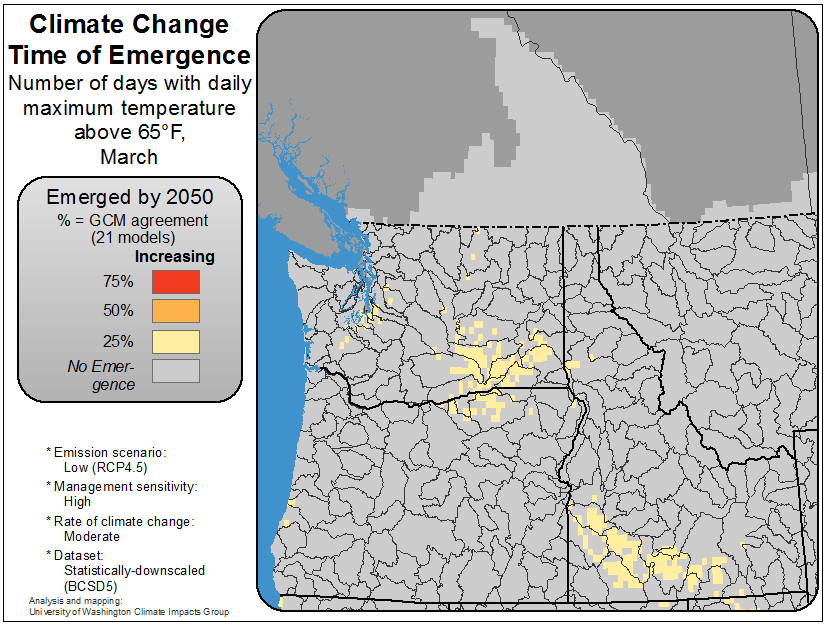 Climate Change
Time of Emergence
Number of days with daily
maximum temperature
above 65°F,
March
Emerged by 2050
% = GCM agreement
(21 models)
Increasing
75%
50%
25%
No Emer-
gence
* Emission scenario:
Low (RCP4.5)
* Management sensitivity:
High
* Rate of climate change:
Moderate
* Dataset:
Statistically-downscaled
(BCSD5)
Analysis and mapping:
University of Washington Climate Impacts Group